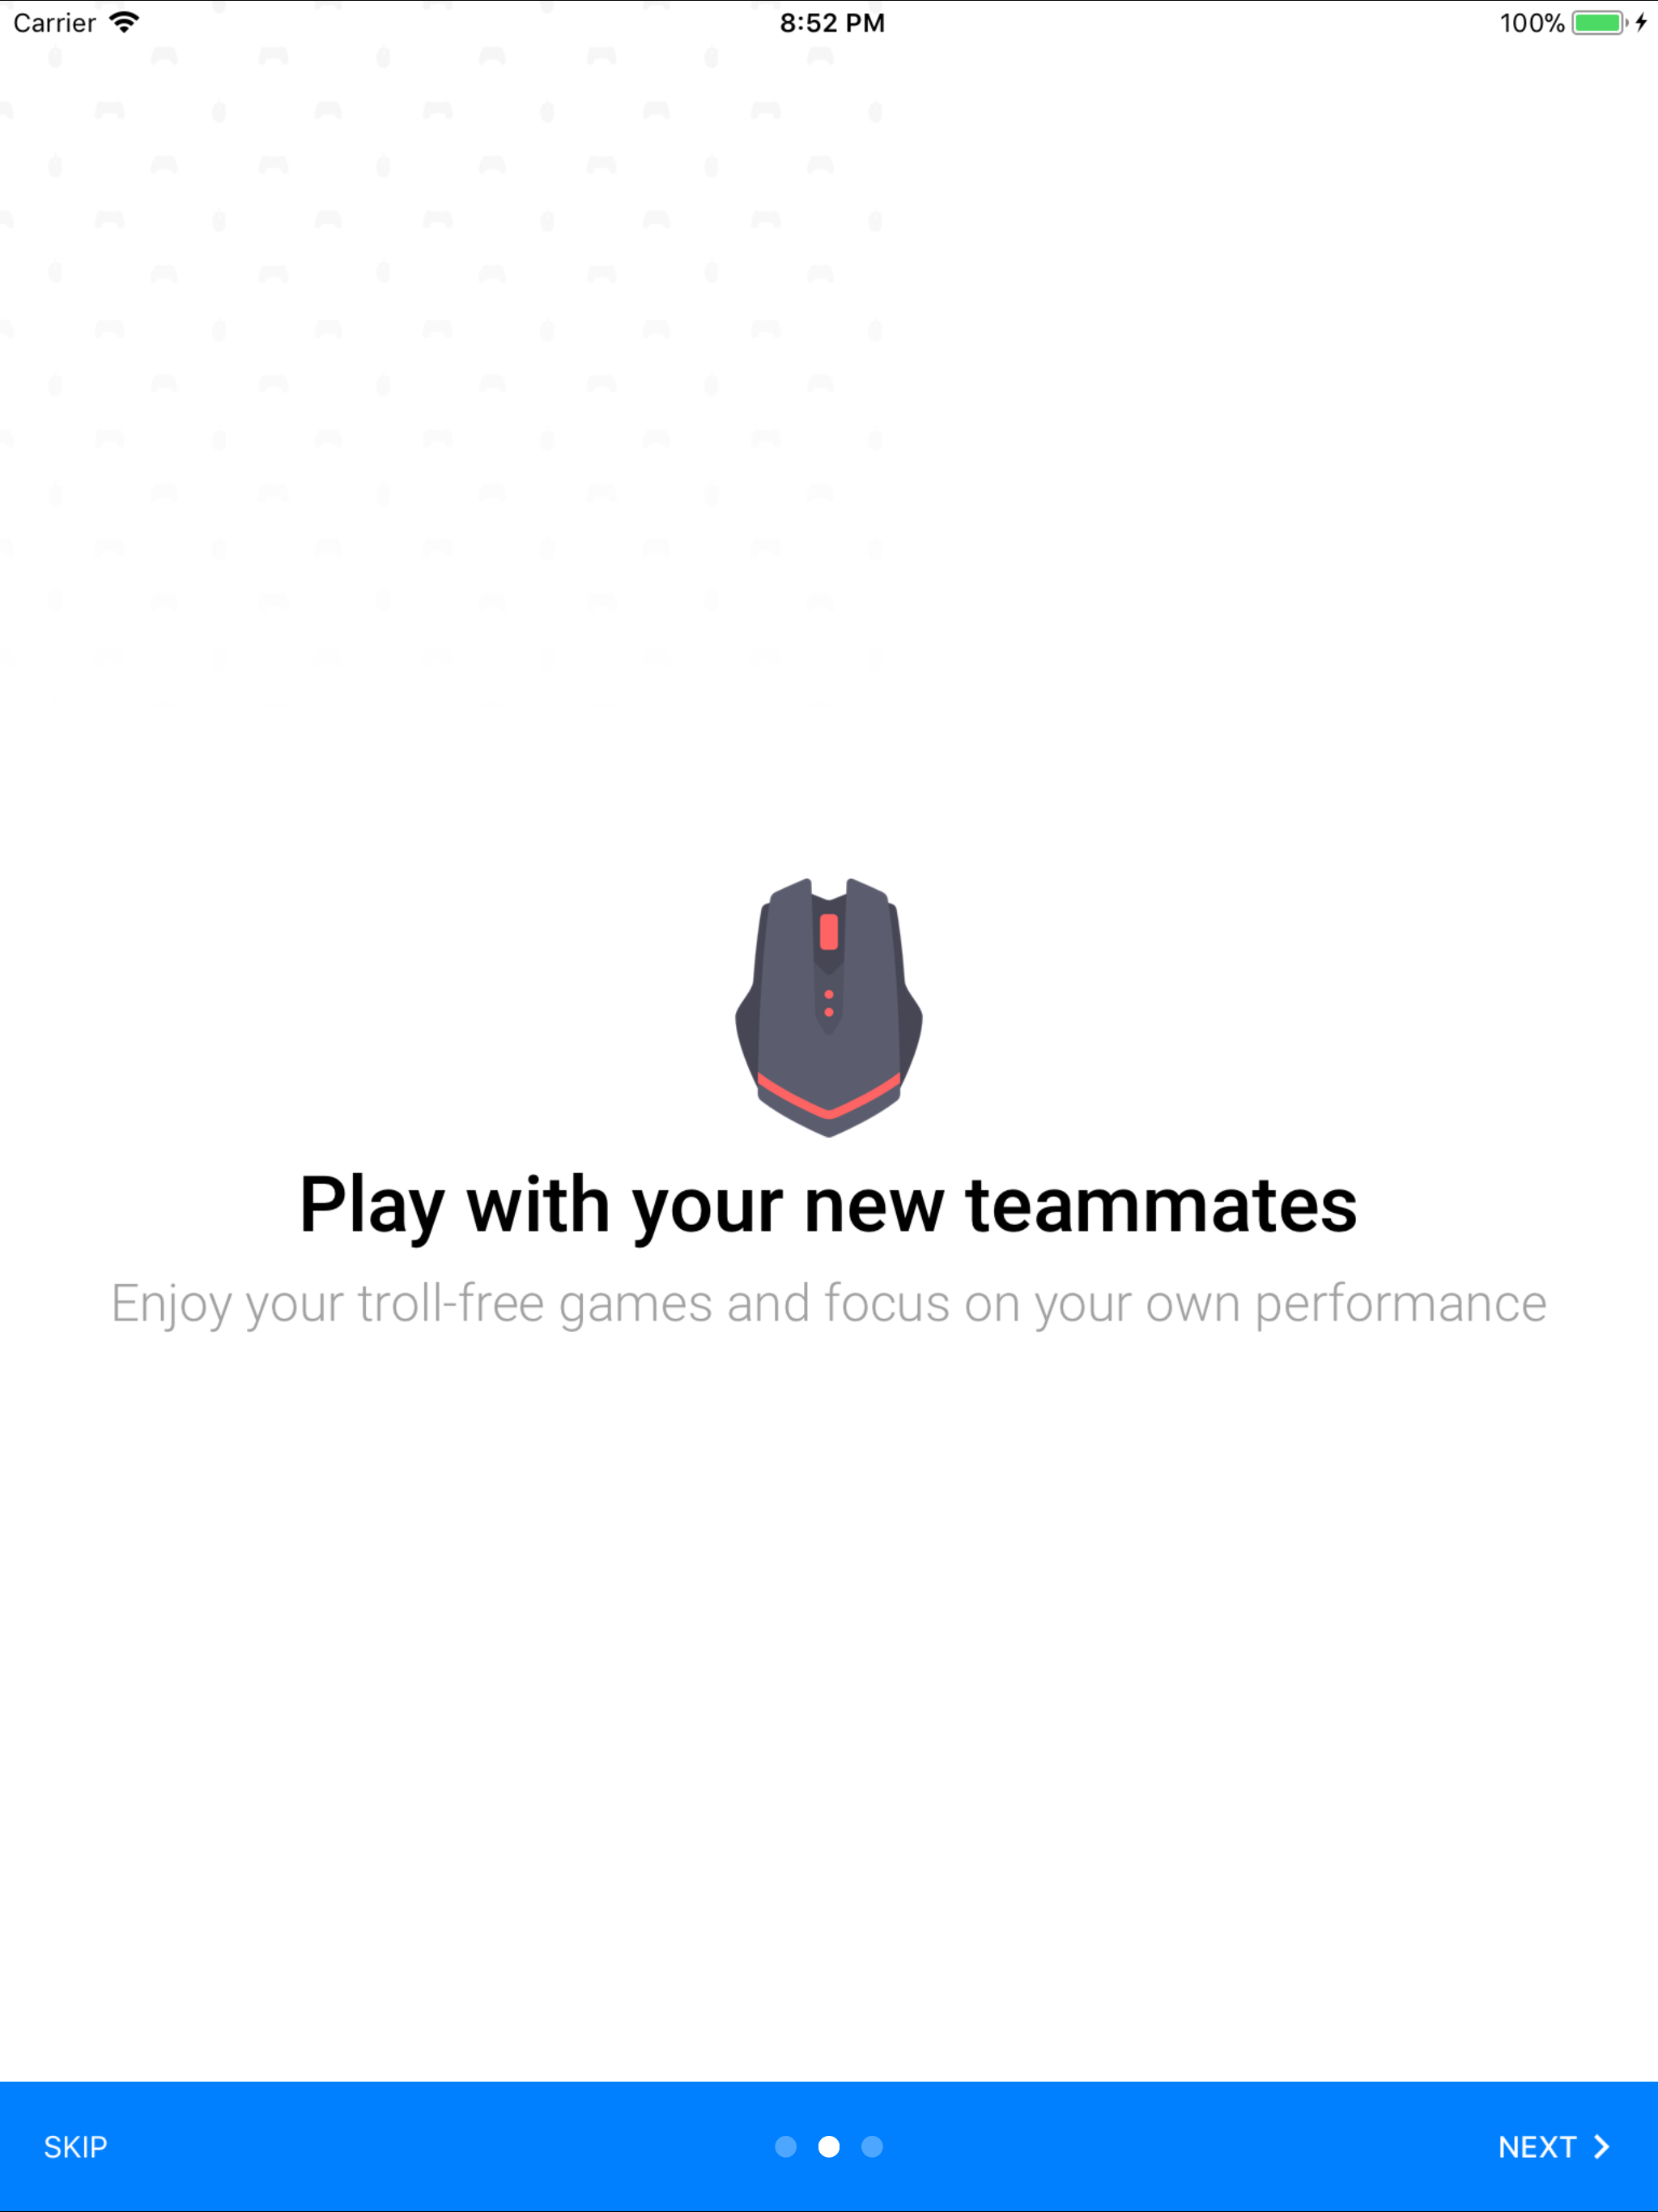 Carrier
8:52 PM
100%
Play with your new teammates
Enjoy your troll-free games and focus on your own performance
SKIP
NEXT